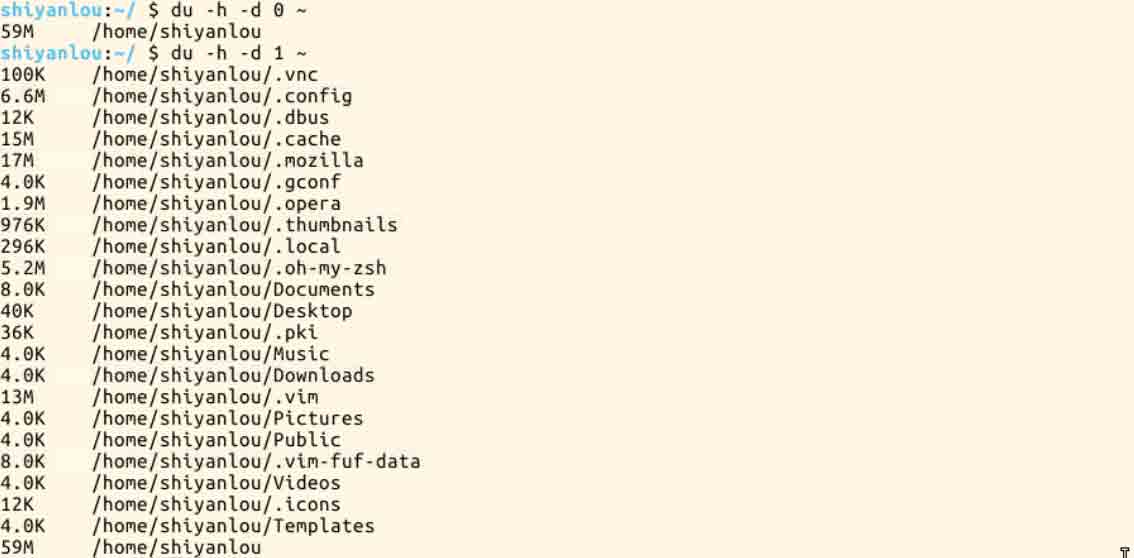 shiyanlou:~/ $ du -h -d 0 ~
59M /home/shiyanlou
shiyanlou:~/ $ du -h -d 1 ~
100K /home/shiyanlou/.vnc
6.6M /home/shiyanlou/.config
12K /home/shiyanlou/.dbus
15M /home/shiyanlou/.cache
17M /home/shiyanlou/.mozilla
4.0K /home/shiyanlou/.gconf
1.9M /home/shiyanlou/.opera
976K /home/shiyanlou/.thumbnails
296K /home/shiyanlou/.local
5.2M /home/shiyanlou/.oh-my-zsh
8.0K /home/shiyanlou/Documents
40K /home/shiyanlou/Desktop
36K /home/shiyanlou/.pki
4.0K /home/shiyanlou/Music
4.0K /home/shiyanlou/Downloads
13M /home/shiyanlou/.vim
4.0K /home/shiyanlou/Pictures
4.0K /home/shiyanlou/Public
8.0K /home/shiyanlou/.vim-fuf-data
4.0K /home/shiyanlou/Videos
12K /home/shiyanlou/.icons
4.0K /home/shiyanlou/Templates
59M /home/shiyanlou